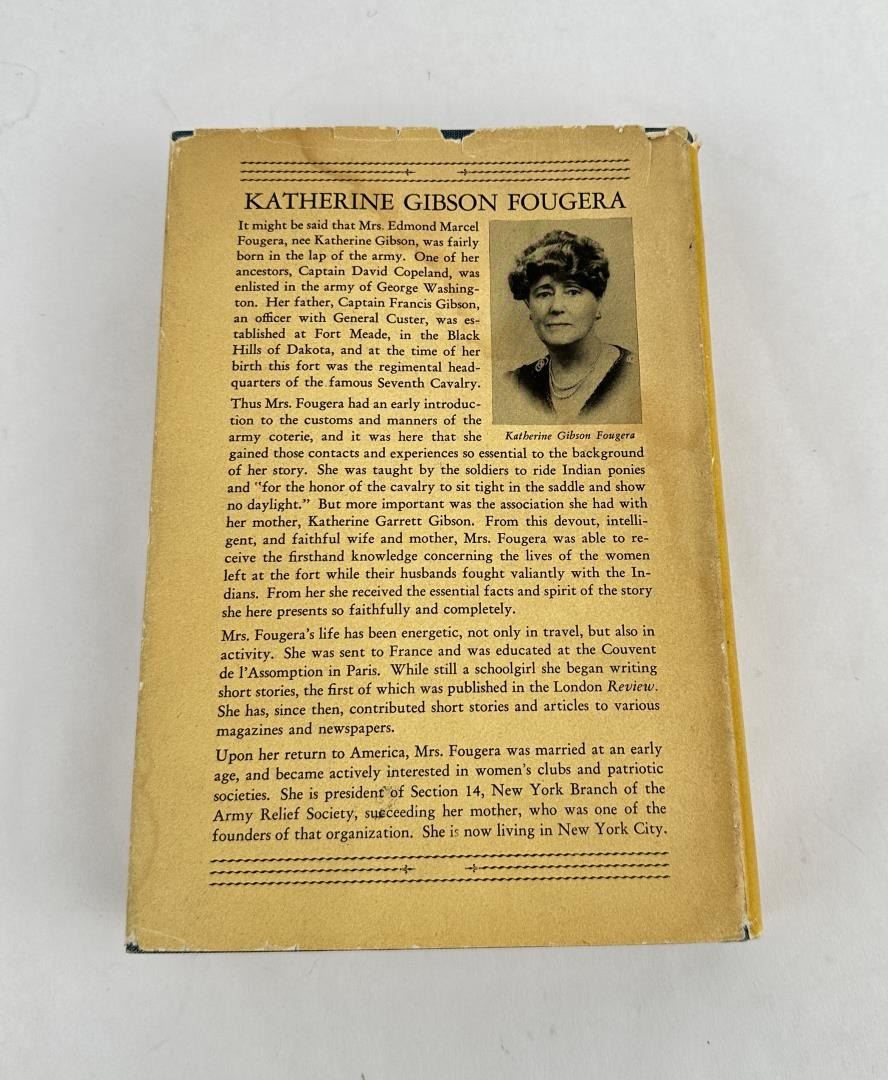 KATHERINE GIBSON FOUGERA
It might be said that Mrs. Edmond Marcel
Fougera, nee Katherine Gibson, was fairly
born in the lap of the army. One of her
ancestors, Captain David Copeland, was
enlisted in the army of George Washing-
ton. Her father, Captain Francis Gibson,
an officer with General Custer, was es-
tablished at Fort Meade, in the Black
Hills of Dakota, and at the time of her
birth this fort was the regimental head-
quarters of the famous Seventh Cavalry.
Thus Mrs. Fougera had an early introduc-
tion to the customs and manners of the
army coterie, and it was here that she
Katherine Gibson Fougera
gained those contacts and experiences so essential to the background
of her story. She was taught by the soldiers to ride Indian ponies
and "for the honor of the cavalry to sit tight in the saddle and show
no daylight." But more important was the association she had with
her mother, Katherine Garrett Gibson. From this devout, intelli-
gent, and faithful wife and mother, Mrs. Fougera was able to re-
ceive the firsthand knowledge concerning the lives of the women
left at the fort while their husbands fought valiantly with the In-
dians. From her she received the essential facts and spirit of the story
she here presents so faithfully and completely.
Mrs. Fougera's life has been energetic, not only in travel, but also in
activity. She was sent to France and was educated at the Couvent
de l'Assomption in Paris. While still a schoolgirl she began writing
short stories, the first of which was published in the London Review.
She has, since then, contributed short stories and articles to various
magazines and newspapers.
Upon her return to America, Mrs. Fougera was married at an early
age, and became actively interested in women's clubs and patriotic
societies. She is president of Section 14, New York Branch of the
Army Relief Society, succeeding her mother, who was one of the
founders of that organization. She is now living in New York City.